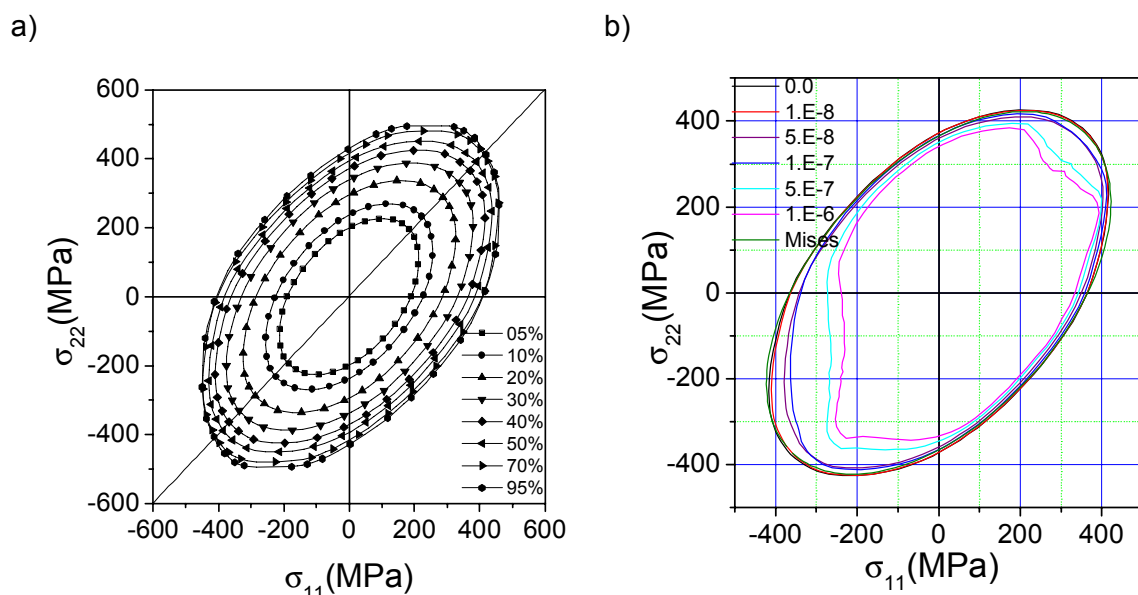 a)
600
400
200
0
-200
-400
-600
-600 -400 -200 0 200 400 600
σ22(MPa)
σ11(MPa)
05%
10%
20%
30%
40%
50%
70%
95%
b)
0.0
1.E-8
5.E-8
1.E-7
5.E-7
1.E-6
Mises
400
200
0
-200
-400
-400 -200 0 200 400
σ22(MPa)
σ11(MPa)